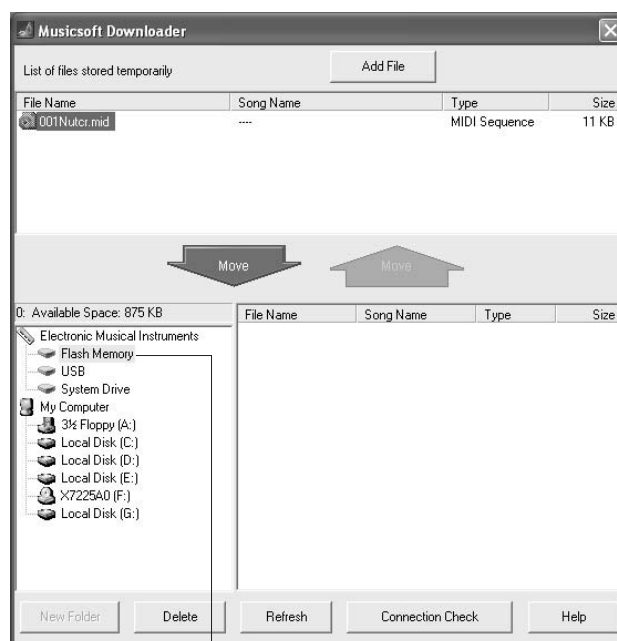 Musicsoft Downloader
List of files stored temporarily Add File
File Name Song Name Type Size
001Nutcr.mid ---- MIDI Sequence 11 KB
Move Move
0: Available Space: 875 KB
File Name Song Name Type Size
Electronic Musical Instruments
Flash Memory
USB
System Drive
My Computer
3½ Floppy (A:)
Local Disk (C:)
Local Disk (D:)
Local Disk (E:)
X7225A0 (F:)
Local Disk (G:)
New Folder Delete Refresh Connection Check Help